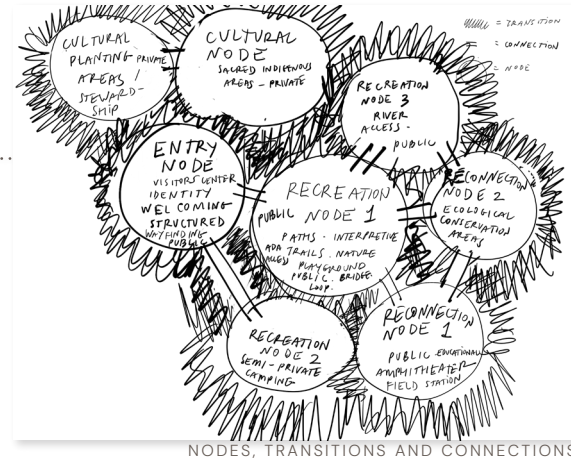 CULTURAL
PLANTING PRIVATE
AREAS /
STEWARD-
SHIP
CULTURAL
NODE
SACRED INDIGENOUS
AREAS - PRIVATE
= TRANSITION
= CONNECTION
= NODE
RECREATION
NODE 3
RIVER
ACCESS -
PUBLIC
ENTRY
NODE
VISITORS CENTER
IDENTITY
WELCOMING
STRUCTURED
WAYFINDING
PUBLIC
RECREATION
PUBLIC NODE 1
PATHS - INTERPRETIVE
ADA TRAILS. NATURE
ACCESS PLAYGROUND
PUBLIC. BRIDGE.
LOOP.
RECONNECTION
NODE 2
ECOLOGICAL
CONSERVATION
AREAS
RECREATION
NODE 2
SEMI-PRIVATE
CAMPING
RECONNECTION
NODE 1
PUBLIC EDUCATIONAL
AMPHITHEATER
FIELD STATION
NODES, TRANSITIONS AND CONNECTIONS